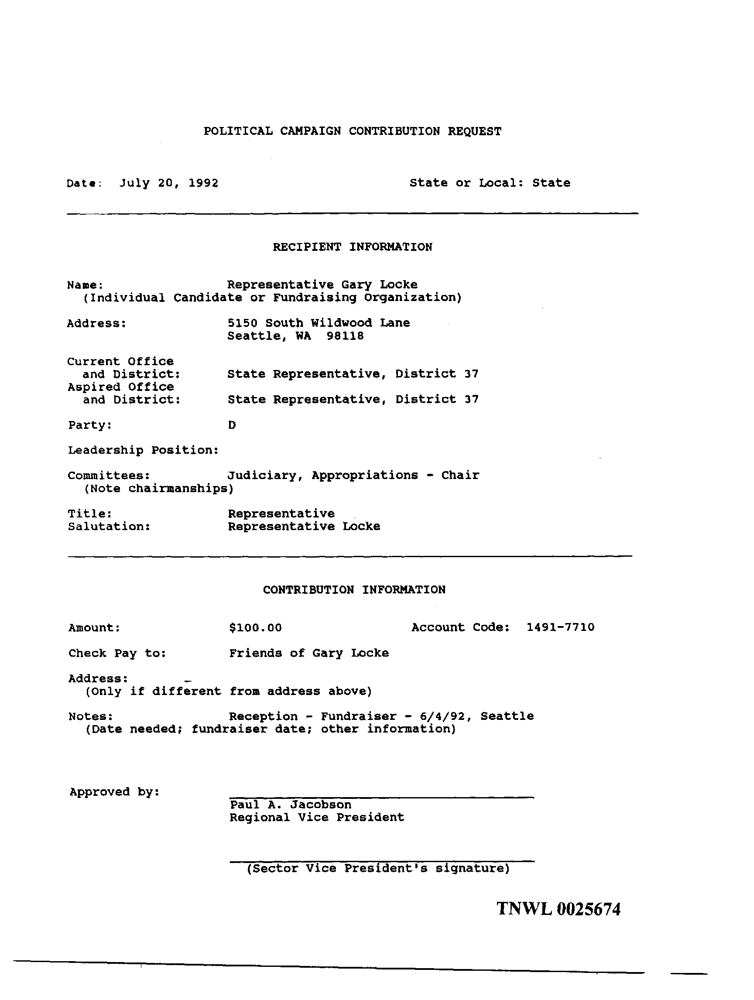 POLITICAL CAMPAIGN CONTRIBUTION REQUEST
Date: July 20, 1992 State or Local: State
RECIPIENT INFORMATION
Name: Representative Gary Locke
(Individual Candidate or Fundraising Organization)
Address: 5150 South Wildwood Lane
Seattle, WA 98118
Current Office
and District: State Representative, District 37
Aspired Office
and District: State Representative, District 37
Party: D
Leadership Position:
Committees: Judiciary, Appropriations - Chair
(Note chairmanships)
Title: Representative
Salutation: Representative Locke
CONTRIBUTION INFORMATION
Amount: $100.00 Account Code: 1491-7710
Check Pay to: Friends of Gary Locke
Address:
(Only if different from address above)
Notes: Reception - Fundraiser - 6/4/92, Seattle
(Date needed; fundraiser date; other information)
Approved by:
Paul A. Jacobson
Regional Vice President
(Sector Vice President's signature)
TNWL 0025674